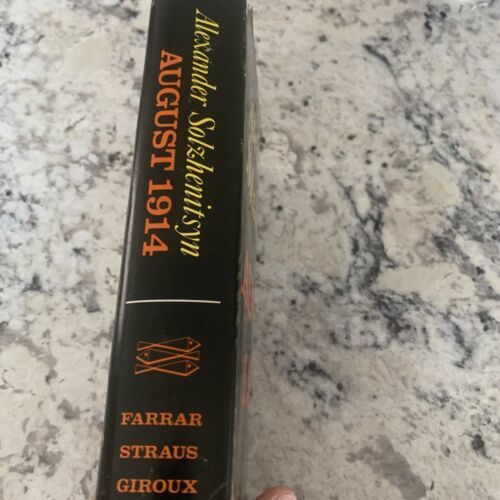 Alexander Solzhenitsyn
AUGUST 1914
FARRAR
STRAUS
GIROUX